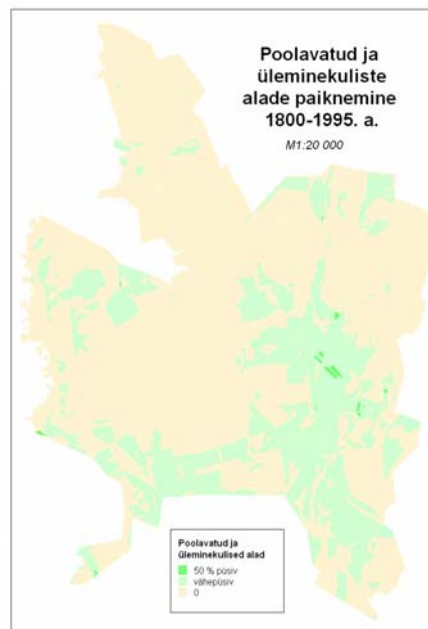 Poolavatud ja
üleminekuliste
alade paiknemine
1800-1995. a.
M1:20 000
Poolavatud ja
üleminekulised alad
50 % püsiv
vähepüsiv
0